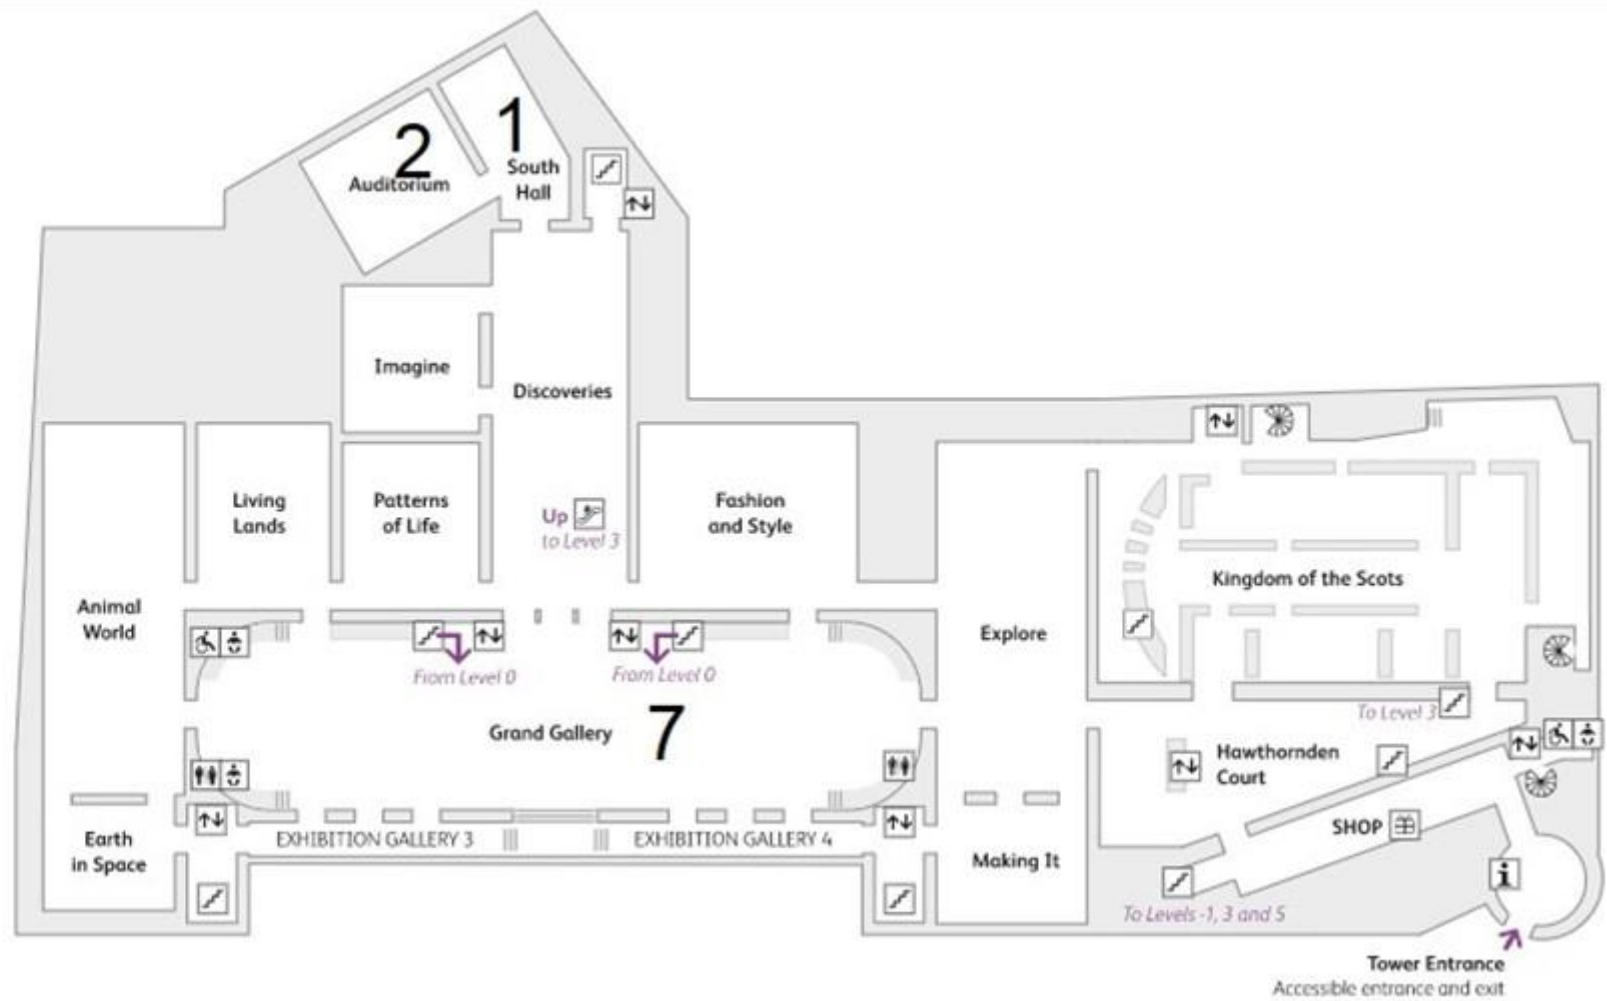 1
2
South
Hall
Auditorium
Imagine
Discoveries
Living
Lands
Patterns
of Life
Up
to Level 3
Fashion
and Style
Animal
World
Kingdom of the Scots
Explore
From Level 0
From Level 0
Grand Gallery
7
To Level 3
Hawthornden
Court
Earth
in Space
EXHIBITION GALLERY 3
EXHIBITION GALLERY 4
Making It
SHOP
i
To Levels -1, 3 and 5
Tower Entrance
Accessible entrance and exit